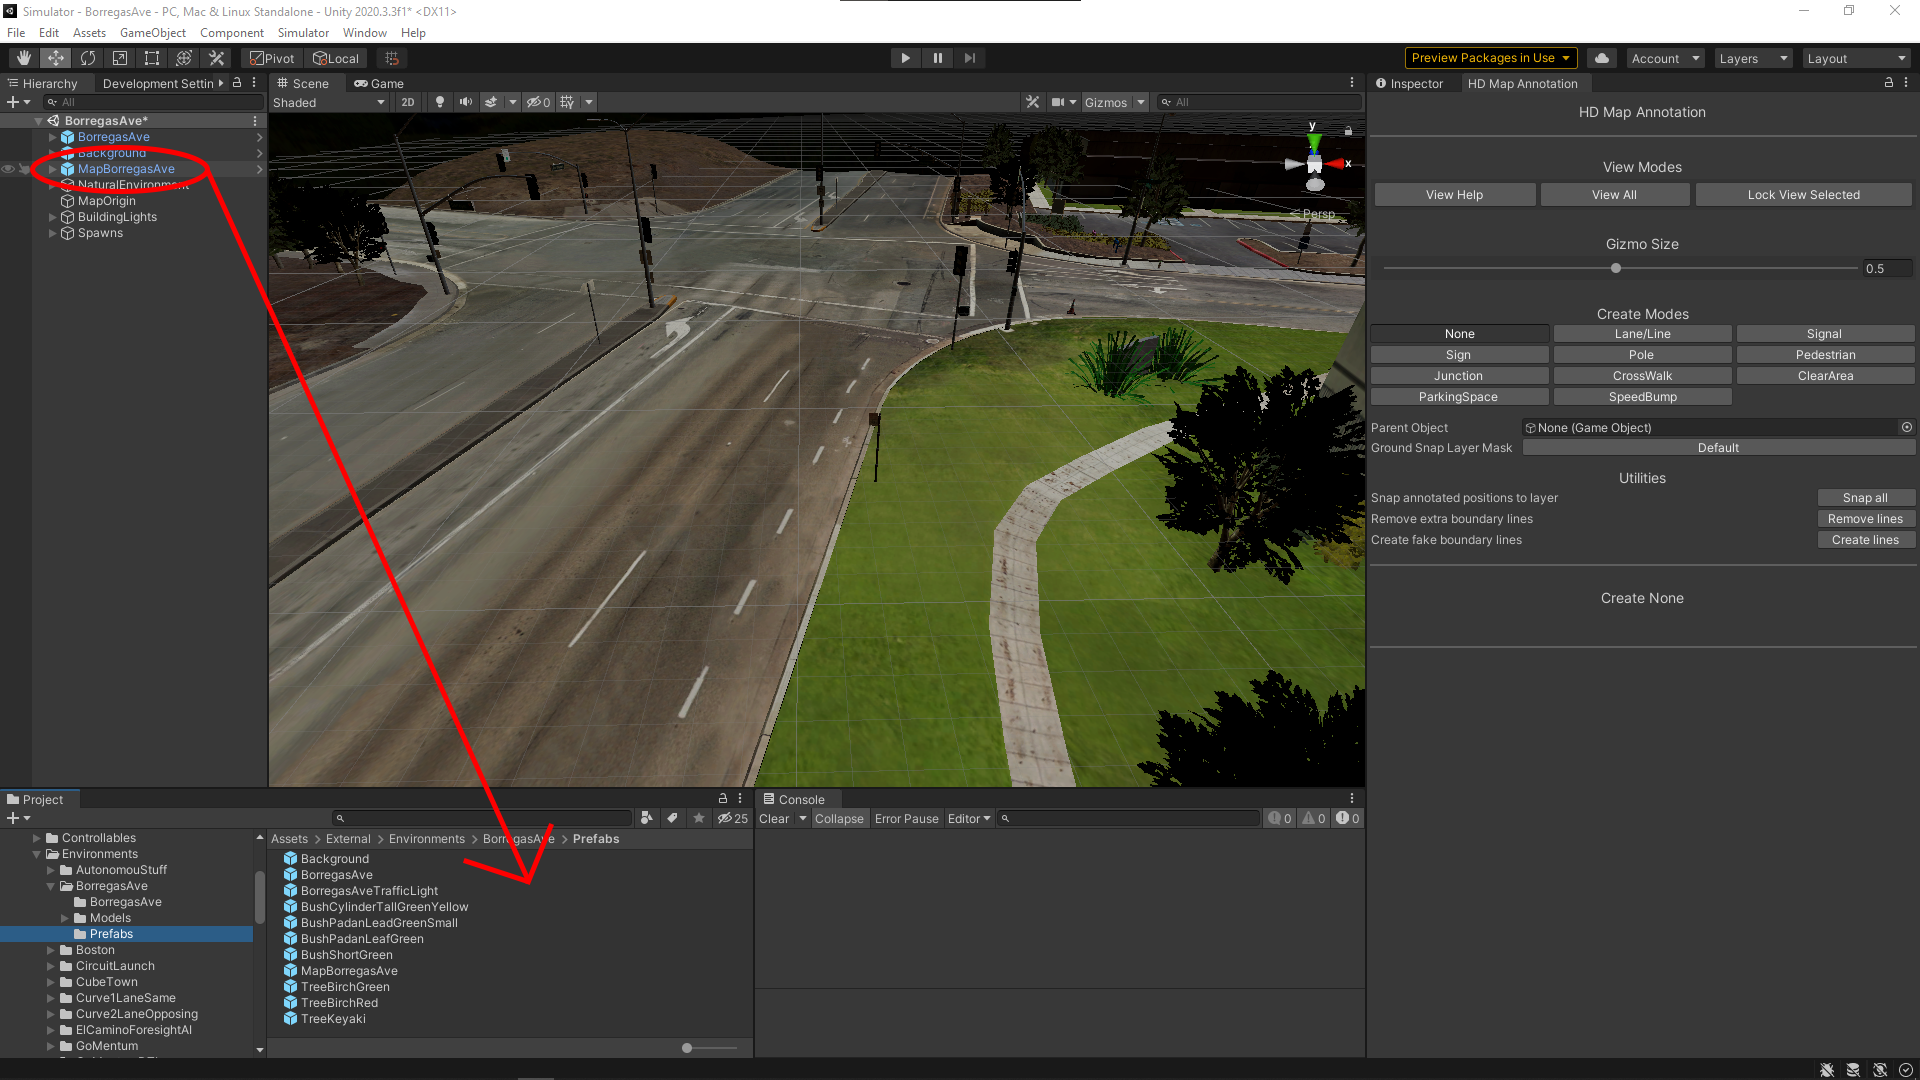 Simulator - BorregasAve - PC, Mac & Linux Standalone - Unity 2020.3.3f1* <DX11>
File Edit Assets GameObject Component Simulator Window Help
Pivot Local Preview Packages in Use Account Layers Layout
Hierarchy Development Settin
All
BorregasAve*
BorregasAve
Background
MapBorregasAve
NaturalEnvironment
MapOrigin
BuildingLights
Spawns
Scene Game
Shaded 2D 0 Gizmos All
y
x
Persp
Inspector HD Map Annotation
HD Map Annotation
View Modes
View Help View All Lock View Selected
Gizmo Size
0.5
Create Modes
None Lane/Line Signal
Sign Pole Pedestrian
Junction CrossWalk ClearArea
ParkingSpace SpeedBump
Parent Object None (Game Object)
Ground Snap Layer Mask Default
Utilities
Snap annotated positions to layer Snap all
Remove extra boundary lines Remove lines
Create fake boundary lines Create lines
Create None
Project
25
Controllables
Environments
AutonomouStuff
BorregasAve
BorregasAve
Models
Prefabs
Boston
CircuitLaunch
CubeTown
Curve1LaneSame
Curve2LaneOpposing
ElCaminoForesightAI
GoMentum
Assets > External > Environments > BorregasAve > Prefabs
Background
BorregasAve
BorregasAveTrafficLight
BushCylinderTallGreenYellow
BushPadanLeadGreenSmall
BushPadanLeafGreen
BushShortGreen
MapBorregasAve
TreeBirchGreen
TreeBirchRed
TreeKeyaki
Console
Clear Collapse Error Pause Editor 0 0 0